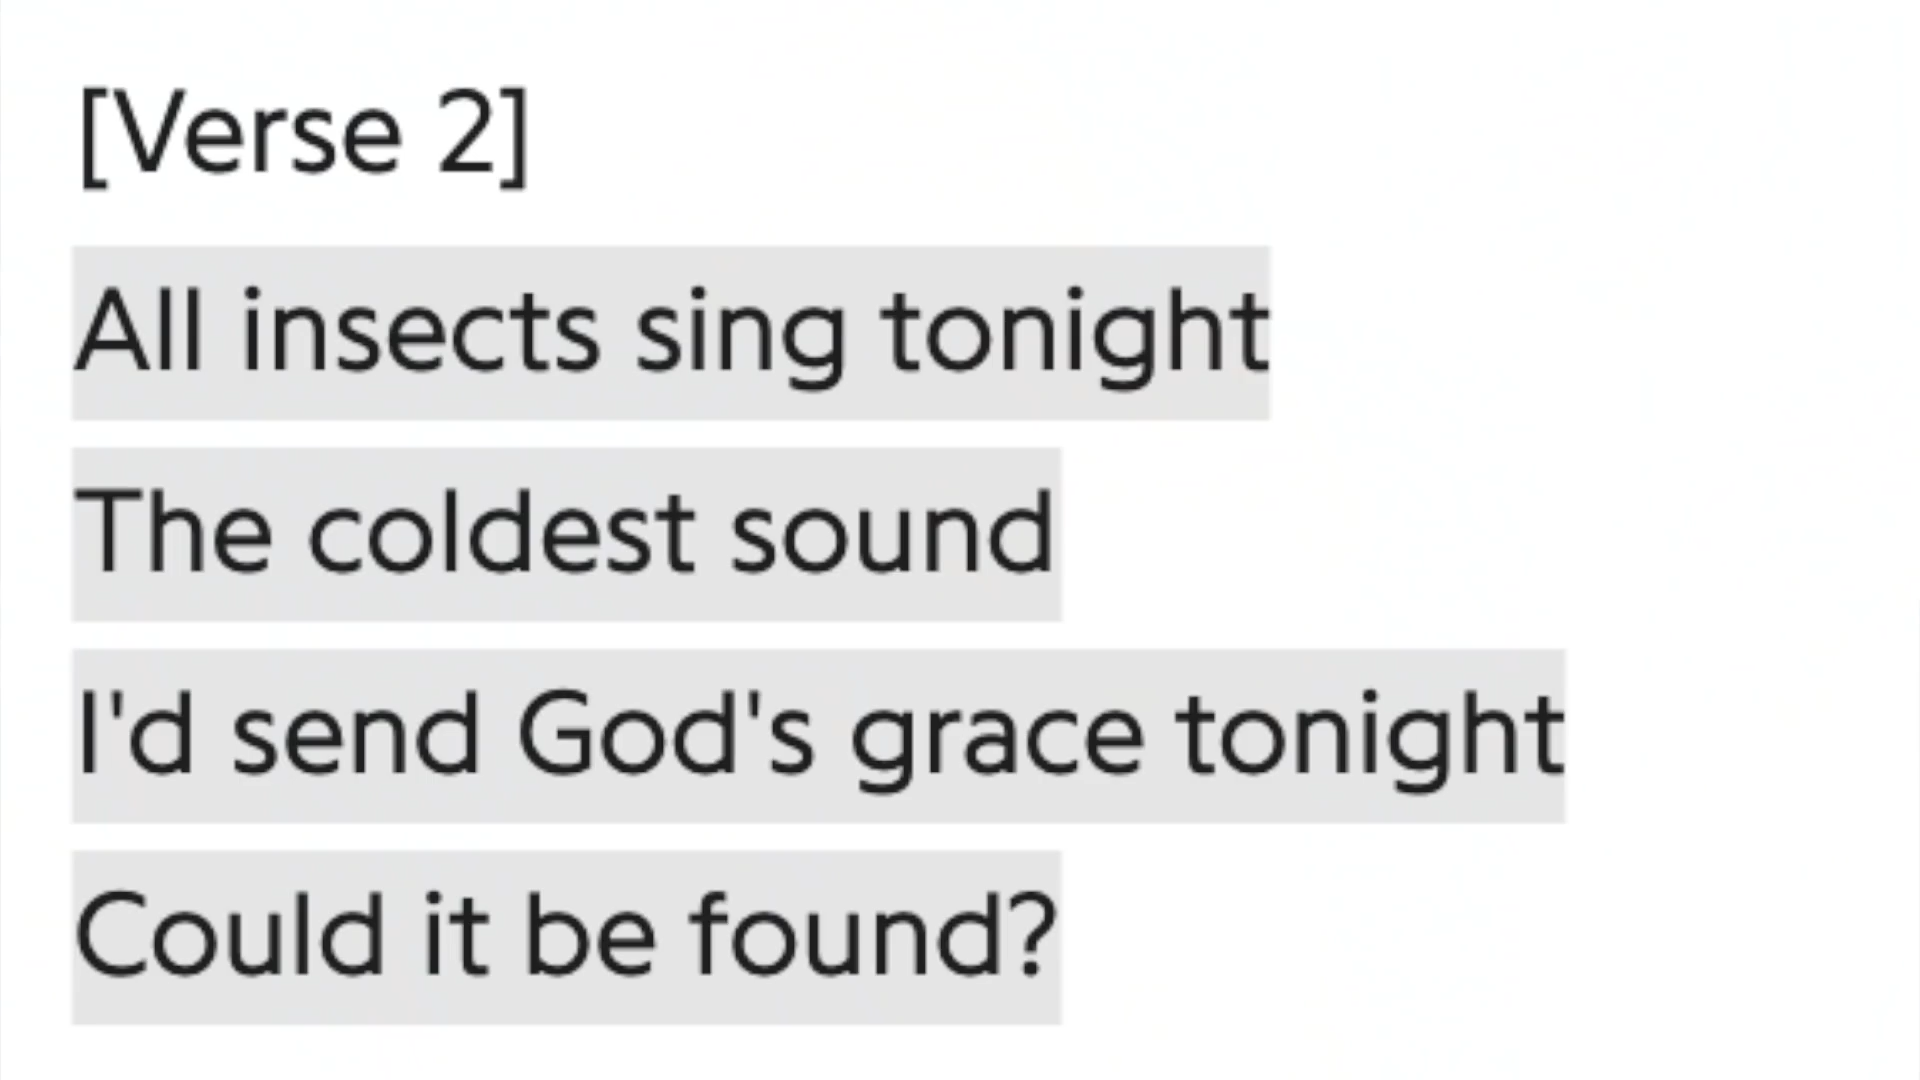 [Verse 2]
All insects sing tonight
The coldest sound
I'd send God's grace tonight
Could it be found?